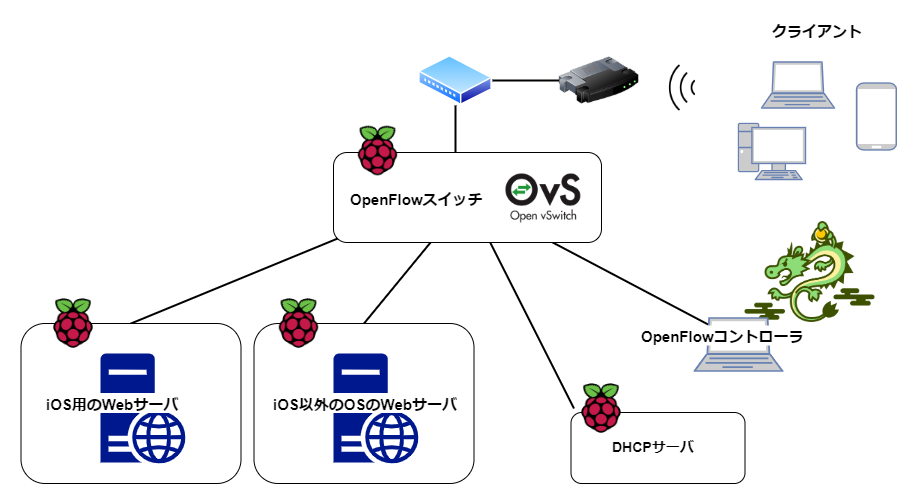 クライアント
OpenFlowスイッチ
OvS
Open vSwitch
OpenFlowコントローラ
iOS用のWebサーバ
iOS以外のOSのWebサーバ
DHCPサーバ